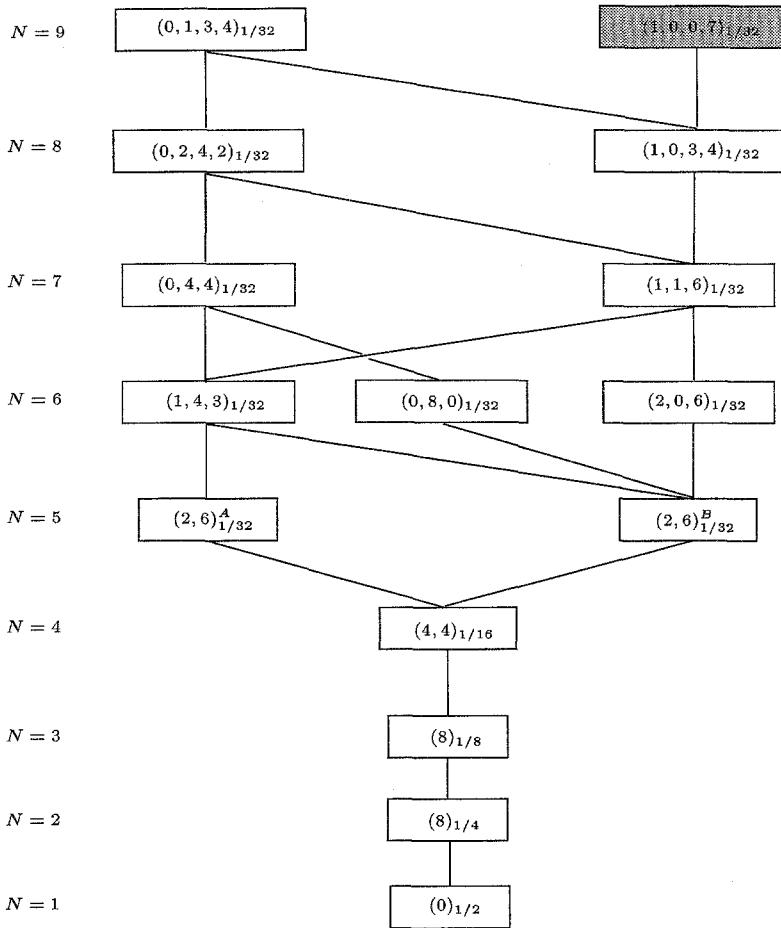 N = 9 (0, 1, 3, 4)1/32 (1, 0, 0, 7)1/32
N = 8 (0, 2, 4, 2)1/32 (1, 0, 3, 4)1/32
N = 7 (0, 4, 4)1/32 (1, 1, 6)1/32
N = 6 (1, 4, 3)1/32 (0, 8, 0)1/32 (2, 0, 6)1/32
N = 5 (2, 6)^A_1/32 (2, 6)^B_1/32
N = 4 (4, 4)1/16
N = 3 (8)1/8
N = 2 (8)1/4
N = 1 (0)1/2